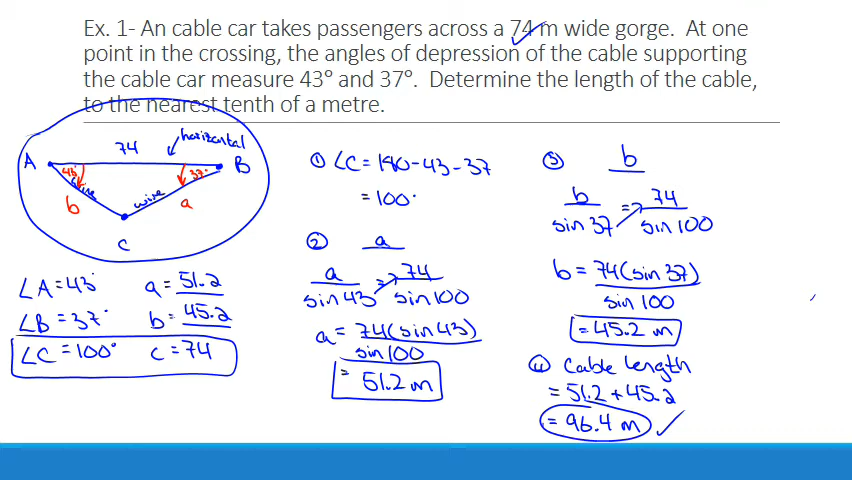 Ex. 1- An cable car takes passengers across a 74 m wide gorge. At one
point in the crossing, the angles of depression of the cable supporting
the cable car measure 43° and 37°. Determine the length of the cable,
to the nearest tenth of a metre.
74
horizontal
A
B
43°
37°
wire
wire
b
a
C
∠A = 43°
a = 51.2
∠B = 37°
b = 45.2
∠C = 100°
c = 74
① ∠C = 180 - 43 - 37
= 100°
② a
a / sin 43 = 74 / sin 100
a = 74(sin 43) / sin 100
= 51.2 m
③ b
b / sin 37 = 74 / sin 100
b = 74(sin 37) / sin 100
= 45.2 m
④ Cable length
= 51.2 + 45.2
= 96.4 m ✓